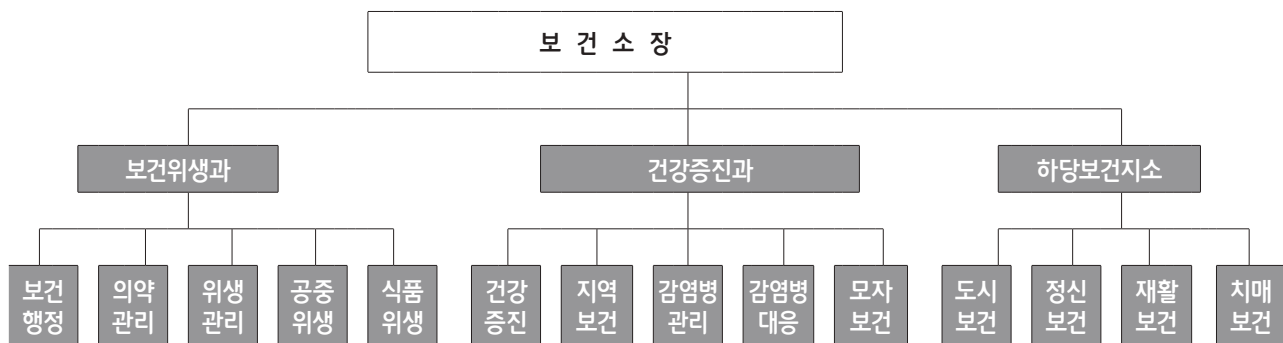 보 건 소 장
보건위생과
건강증진과
하당보건지소
보건
행정
의약
관리
위생
관리
공중
위생
식품
위생
건강
증진
지역
보건
감염병
관리
감염병
대응
모자
보건
도시
보건
정신
보건
재활
보건
치매
보건